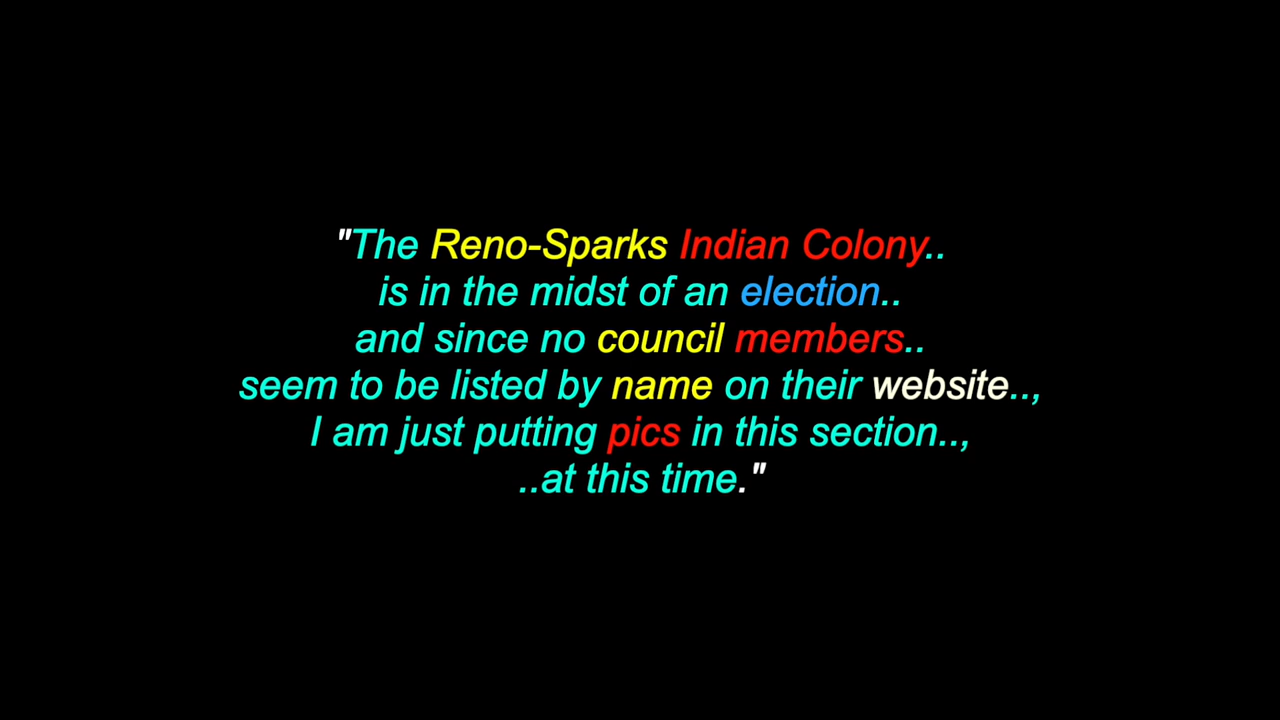 "The Reno-Sparks Indian Colony..
is in the midst of an election..
and since no council members..
seem to be listed by name on their website..,
I am just putting pics in this section..,
..at this time."